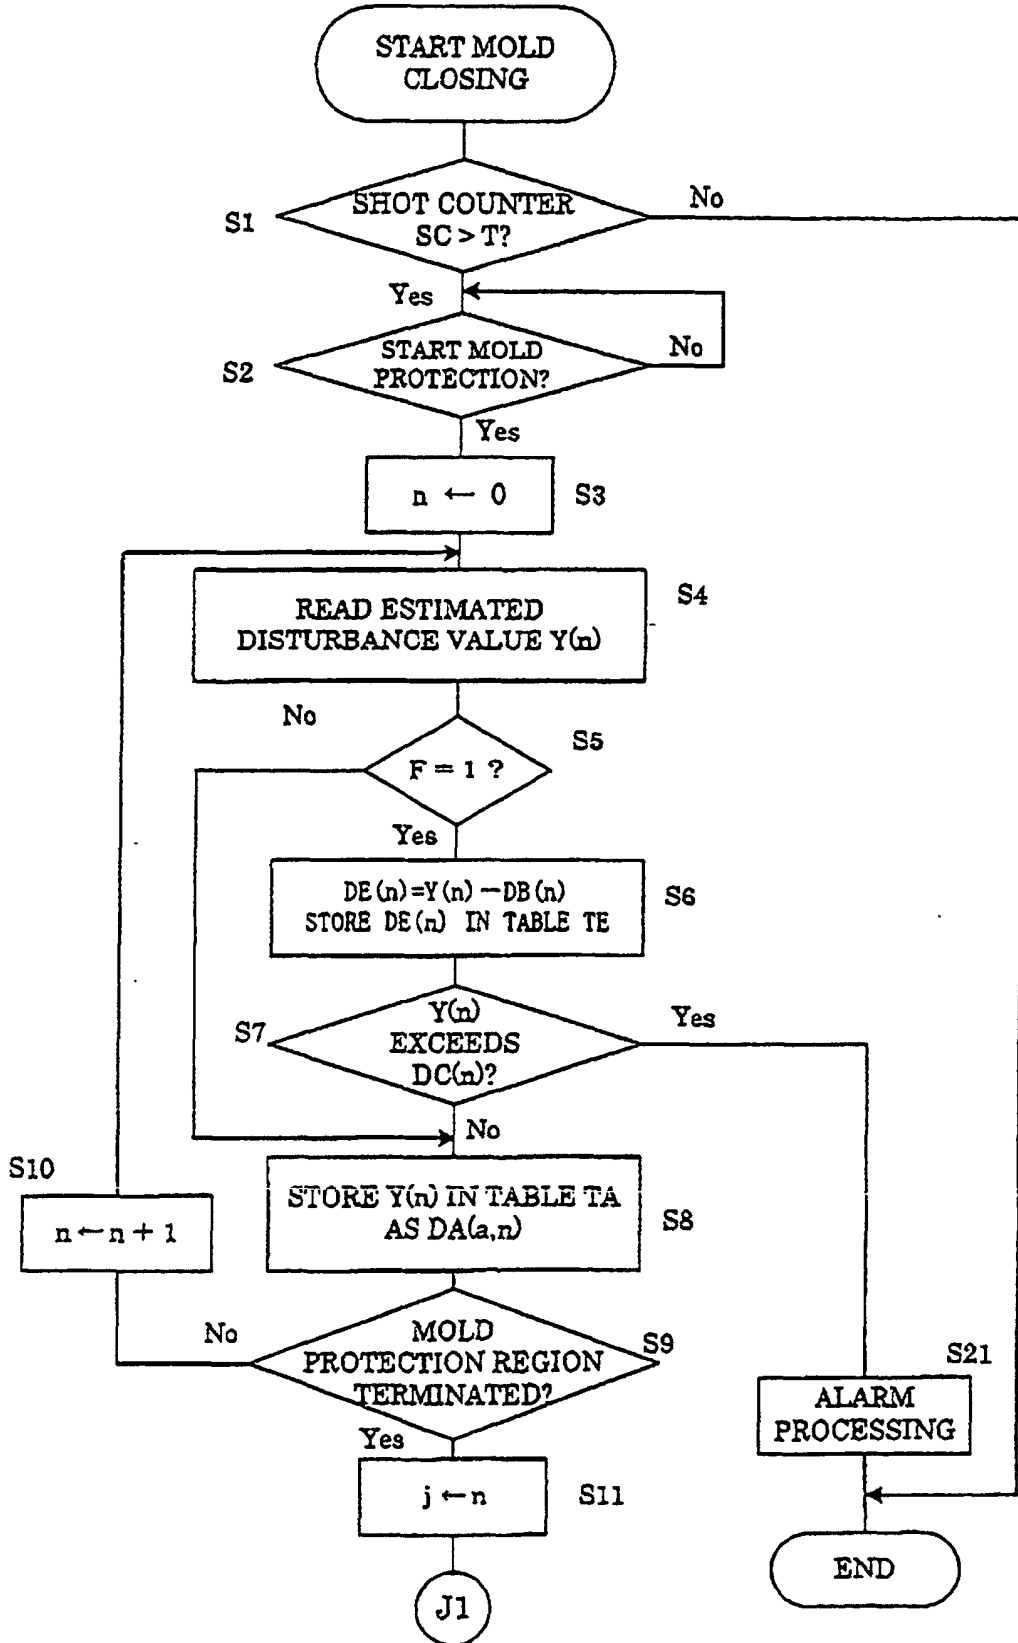 START MOLD
CLOSING
S1
SHOT COUNTER
SC > T?
No
Yes
S2
START MOLD
PROTECTION?
No
Yes
n ← 0
S3
READ ESTIMATED
DISTURBANCE VALUE Y(n)
S4
No
F = 1 ?
S5
Yes
DE(n)=Y(n)−DB(n)
STORE DE(n) IN TABLE TE
S6
S7
Y(n)
EXCEEDS
DC(n)?
Yes
No
S10
n←n+1
STORE Y(n) IN TABLE TA
AS DA(a,n)
S8
No
MOLD
PROTECTION REGION
TERMINATED?
S9
Yes
S21
ALARM
PROCESSING
j←n
S11
END
J1